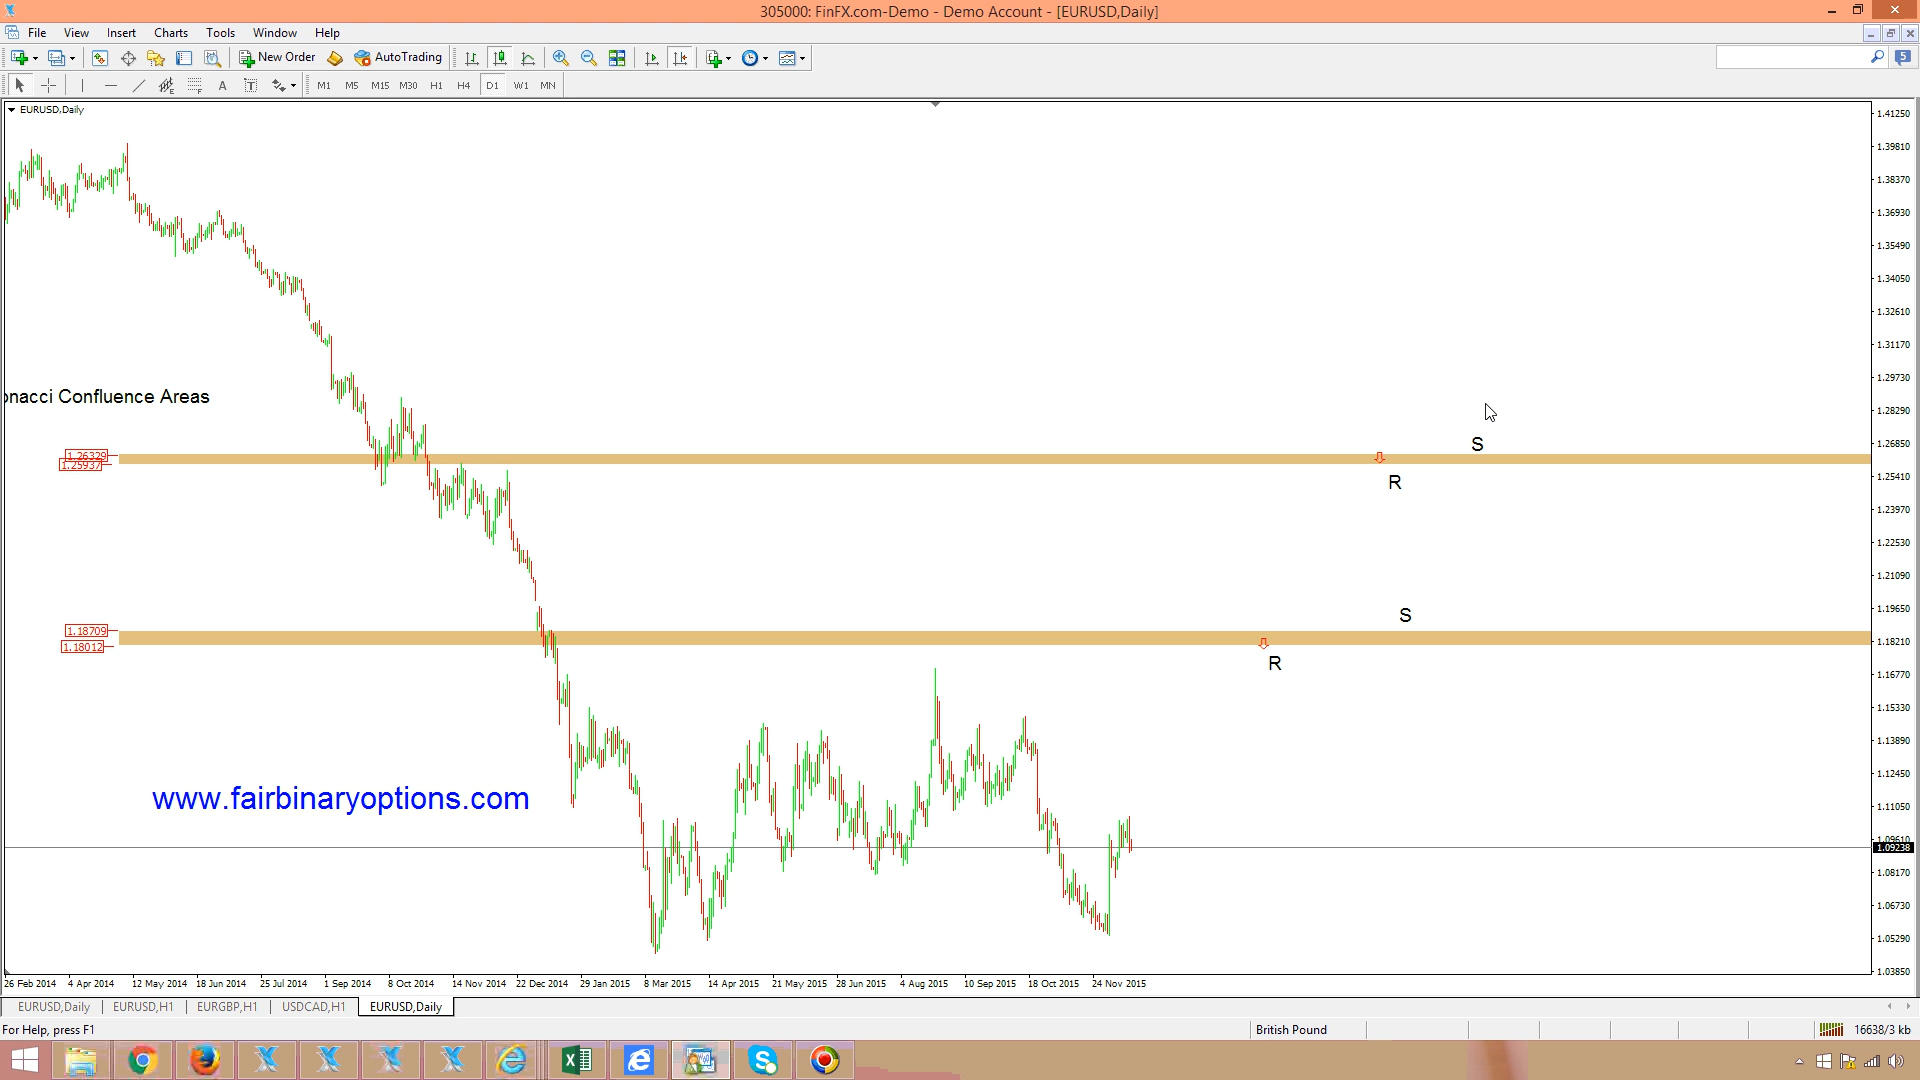 305000: FinFX.com-Demo - Demo Account - [EURUSD,Daily]
File View Insert Charts Tools Window Help
New Order AutoTrading
5
A T M1 M5 M15 M30 H1 H4 D1 W1 MN
EURUSD,Daily
1.41250
1.39810
1.38370
1.36930
1.35490
1.34050
1.32610
1.31170
1.29730
onacci Confluence Areas
1.28290
S
1.26850
1.26329
1.25937
R
1.25410
1.23970
1.22530
1.21090
S
1.19650
1.18709
1.18012
1.18210
R
1.16770
1.15330
1.13890
1.12450
www.fairbinaryoptions.com
1.11050
1.09610
1.09238
1.08170
1.06730
1.05290
1.03850
26 Feb 2014 4 Apr 2014 12 May 2014 18 Jun 2014 25 Jul 2014 1 Sep 2014 8 Oct 2014 14 Nov 2014 22 Dec 2014 29 Jan 2015 8 Mar 2015 14 Apr 2015 21 May 2015 28 Jun 2015 4 Aug 2015 10 Sep 2015 18 Oct 2015 24 Nov 2015
EURUSD,Daily EURUSD,H1 EURGBP,H1 USDCAD,H1 EURUSD,Daily
For Help, press F1 British Pound 16638/3 kb